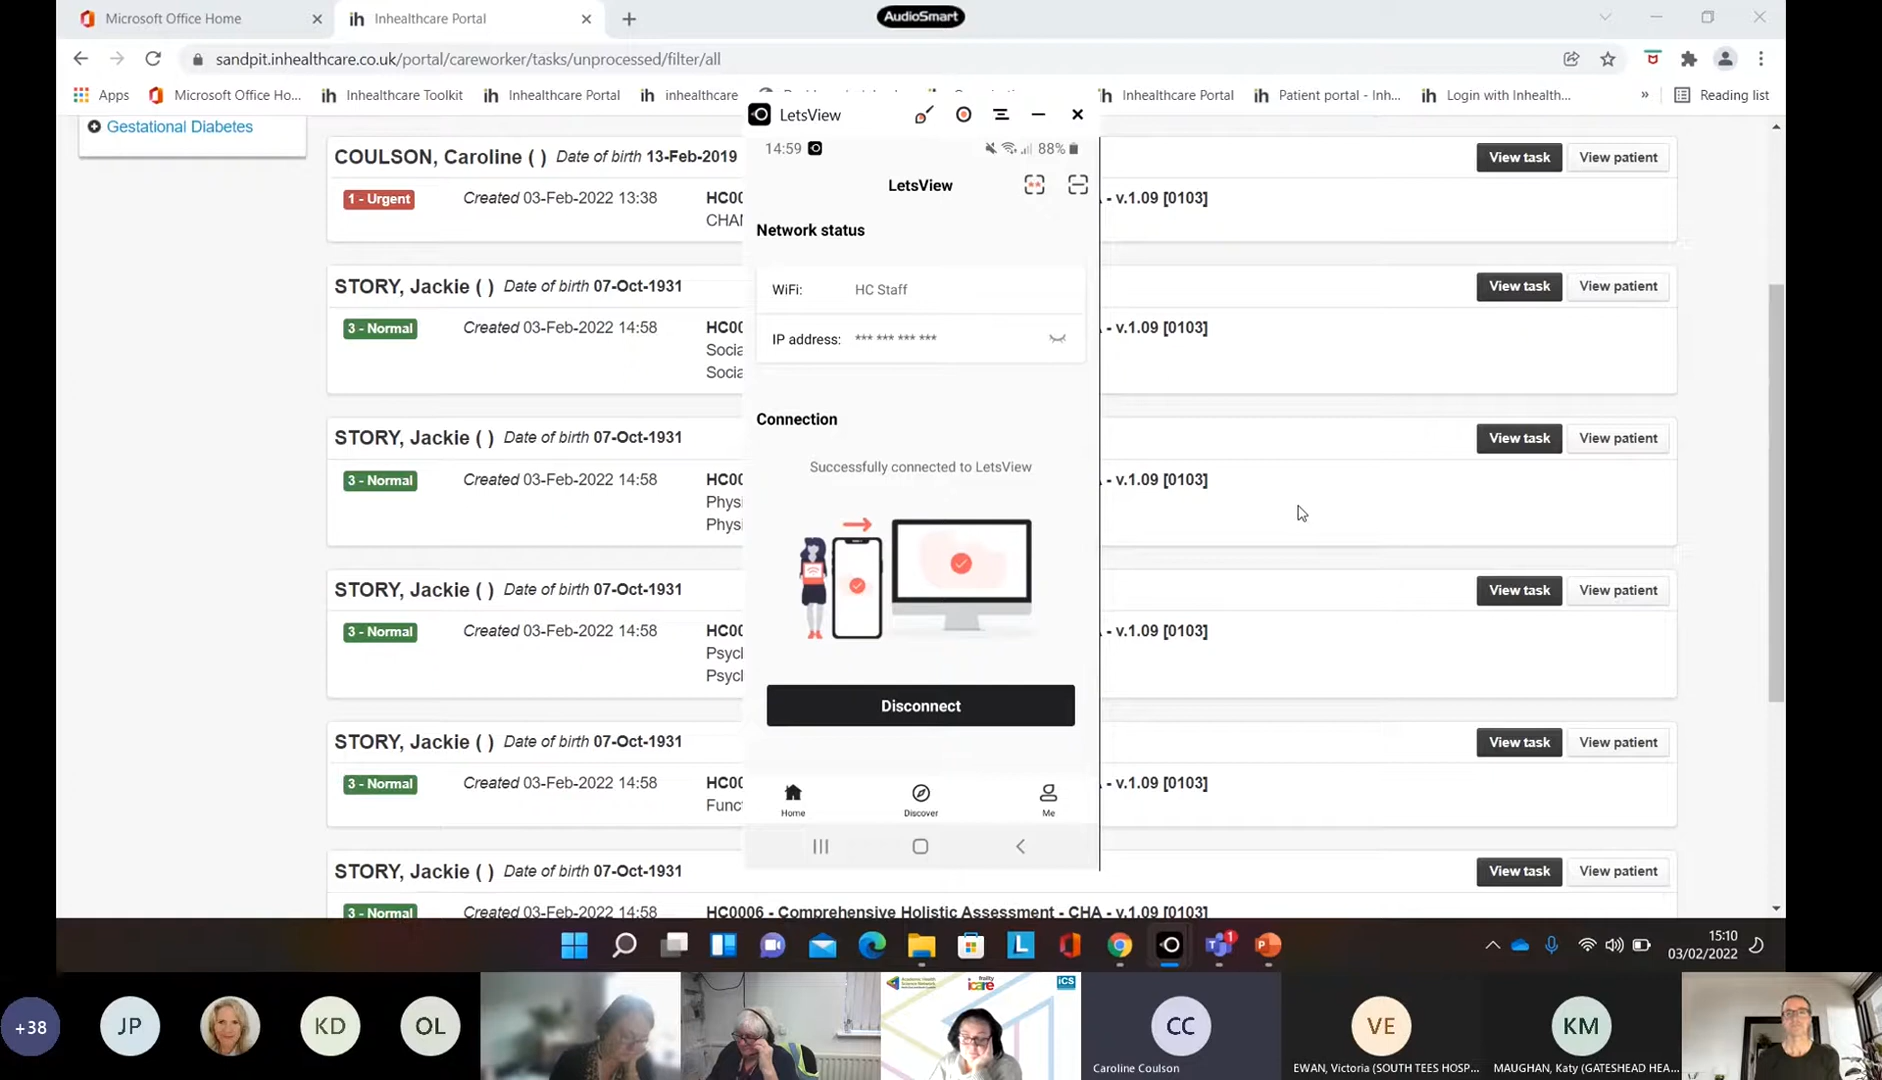 Microsoft Office Home
Inhealthcare Portal
AudioSmart
sandpit.inhealthcare.co.uk/portal/careworker/tasks/unprocessed/filter/all
Apps
Microsoft Office Ho...
Inhealthcare Toolkit
Inhealthcare Portal
inhealthcare
Inhealthcare Portal
Patient portal - Inh...
Login with Inhealth...
»
Reading list
Gestational Diabetes
COULSON, Caroline ( ) Date of birth 13-Feb-2019
View task
View patient
1 - Urgent
Created 03-Feb-2022 13:38
HC0
- v.1.09 [0103]
CHA
STORY, Jackie ( ) Date of birth 07-Oct-1931
View task
View patient
3 - Normal
Created 03-Feb-2022 14:58
HC0
- v.1.09 [0103]
Socia
Socia
STORY, Jackie ( ) Date of birth 07-Oct-1931
View task
View patient
3 - Normal
Created 03-Feb-2022 14:58
HC0
- v.1.09 [0103]
Physi
Physi
STORY, Jackie ( ) Date of birth 07-Oct-1931
View task
View patient
3 - Normal
Created 03-Feb-2022 14:58
HC0
- v.1.09 [0103]
Psycl
Psycl
STORY, Jackie ( ) Date of birth 07-Oct-1931
View task
View patient
3 - Normal
Created 03-Feb-2022 14:58
HC0
- v.1.09 [0103]
Func
STORY, Jackie ( ) Date of birth 07-Oct-1931
View task
View patient
3 - Normal
Created 03-Feb-2022 14:58
HC0006 - Comprehensive Holistic Assessment - CHA - v.1.09 [0103]
LetsView
14:59
88%
LetsView
Network status
WiFi: HC Staff
IP address: *** *** *** ***
Connection
Successfully connected to LetsView
Disconnect
Home
Discover
Me
15:10
03/02/2022
+38
JP
KD
OL
frailty
icare
ICS
CC
Caroline Coulson
VE
EWAN, Victoria (SOUTH TEES HOSP...
KM
MAUGHAN, Katy (GATESHEAD HEA...